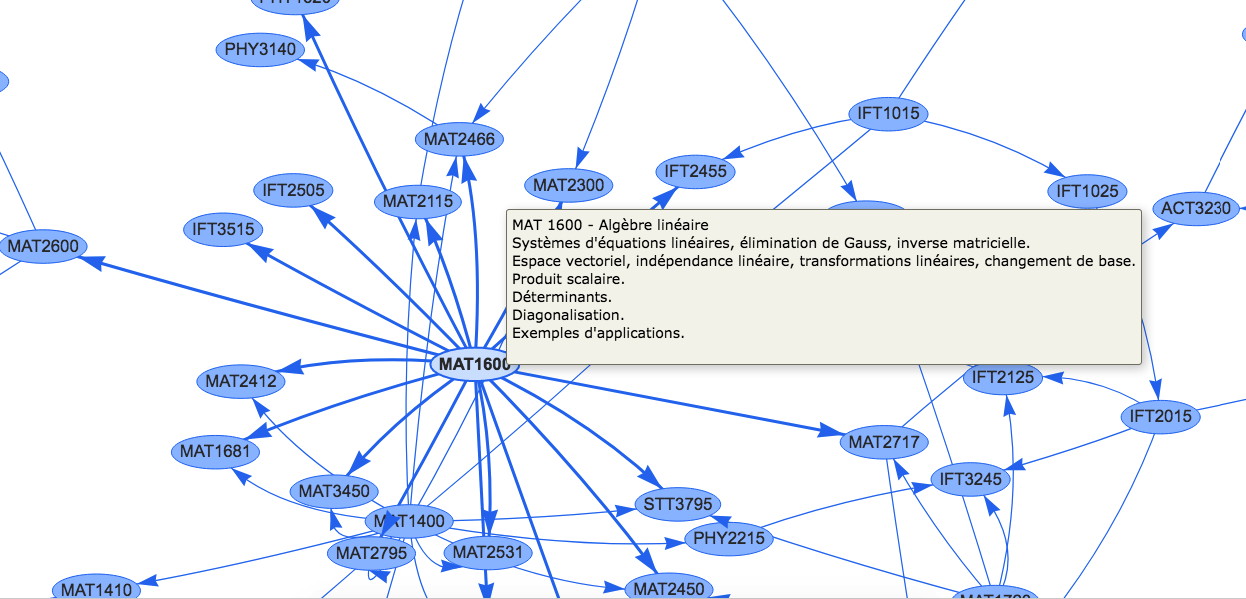 PHY3140
IFT1015
MAT2466
IFT2455
MAT2300
IFT2505
MAT2115
IFT1025
ACT3230
IFT3515
MAT2600
MAT 1600 - Algèbre linéaire
Systèmes d'équations linéaires, élimination de Gauss, inverse matricielle.
Espace vectoriel, indépendance linéaire, transformations linéaires, changement de base.
Produit scalaire.
Déterminants.
Diagonalisation.
Exemples d'applications.
MAT1600
MAT2412
IFT2125
IFT2015
MAT1681
MAT2717
IFT3245
MAT3450
STT3795
MAT1400
PHY2215
MAT2795
MAT2531
MAT1410
MAT2450